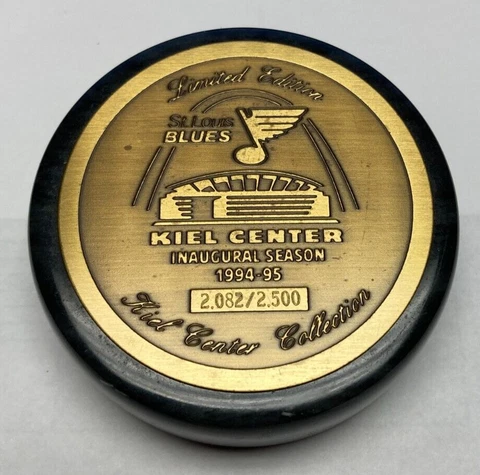 Limited Edition
St. Louis
BLUES
KIEL CENTER
INAUGURAL SEASON
1994-95
2,082/2,500
Kiel Center Collection